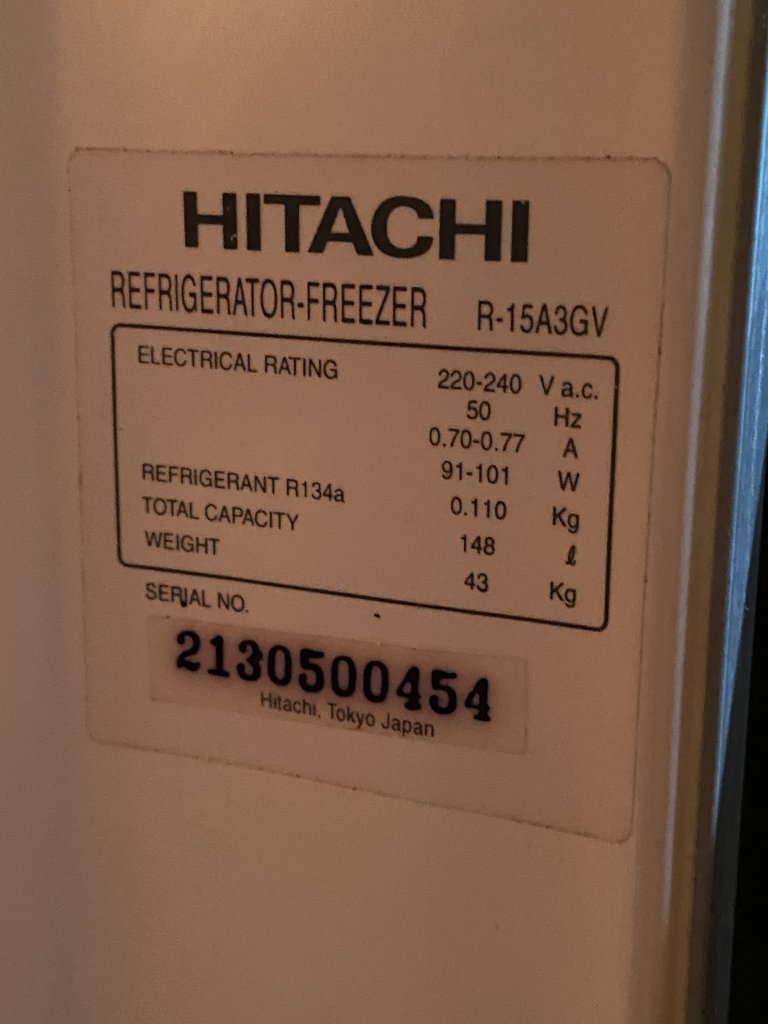 HITACHI
REFRIGERATOR-FREEZER R-15A3GV
ELECTRICAL RATING 220-240 V a.c.
50 Hz
0.70-0.77 A
91-101 W
REFRIGERANT R134a 0.110 Kg
TOTAL CAPACITY 148 ℓ
WEIGHT 43 Kg
SERIAL NO.
2130500454
Hitachi, Tokyo Japan